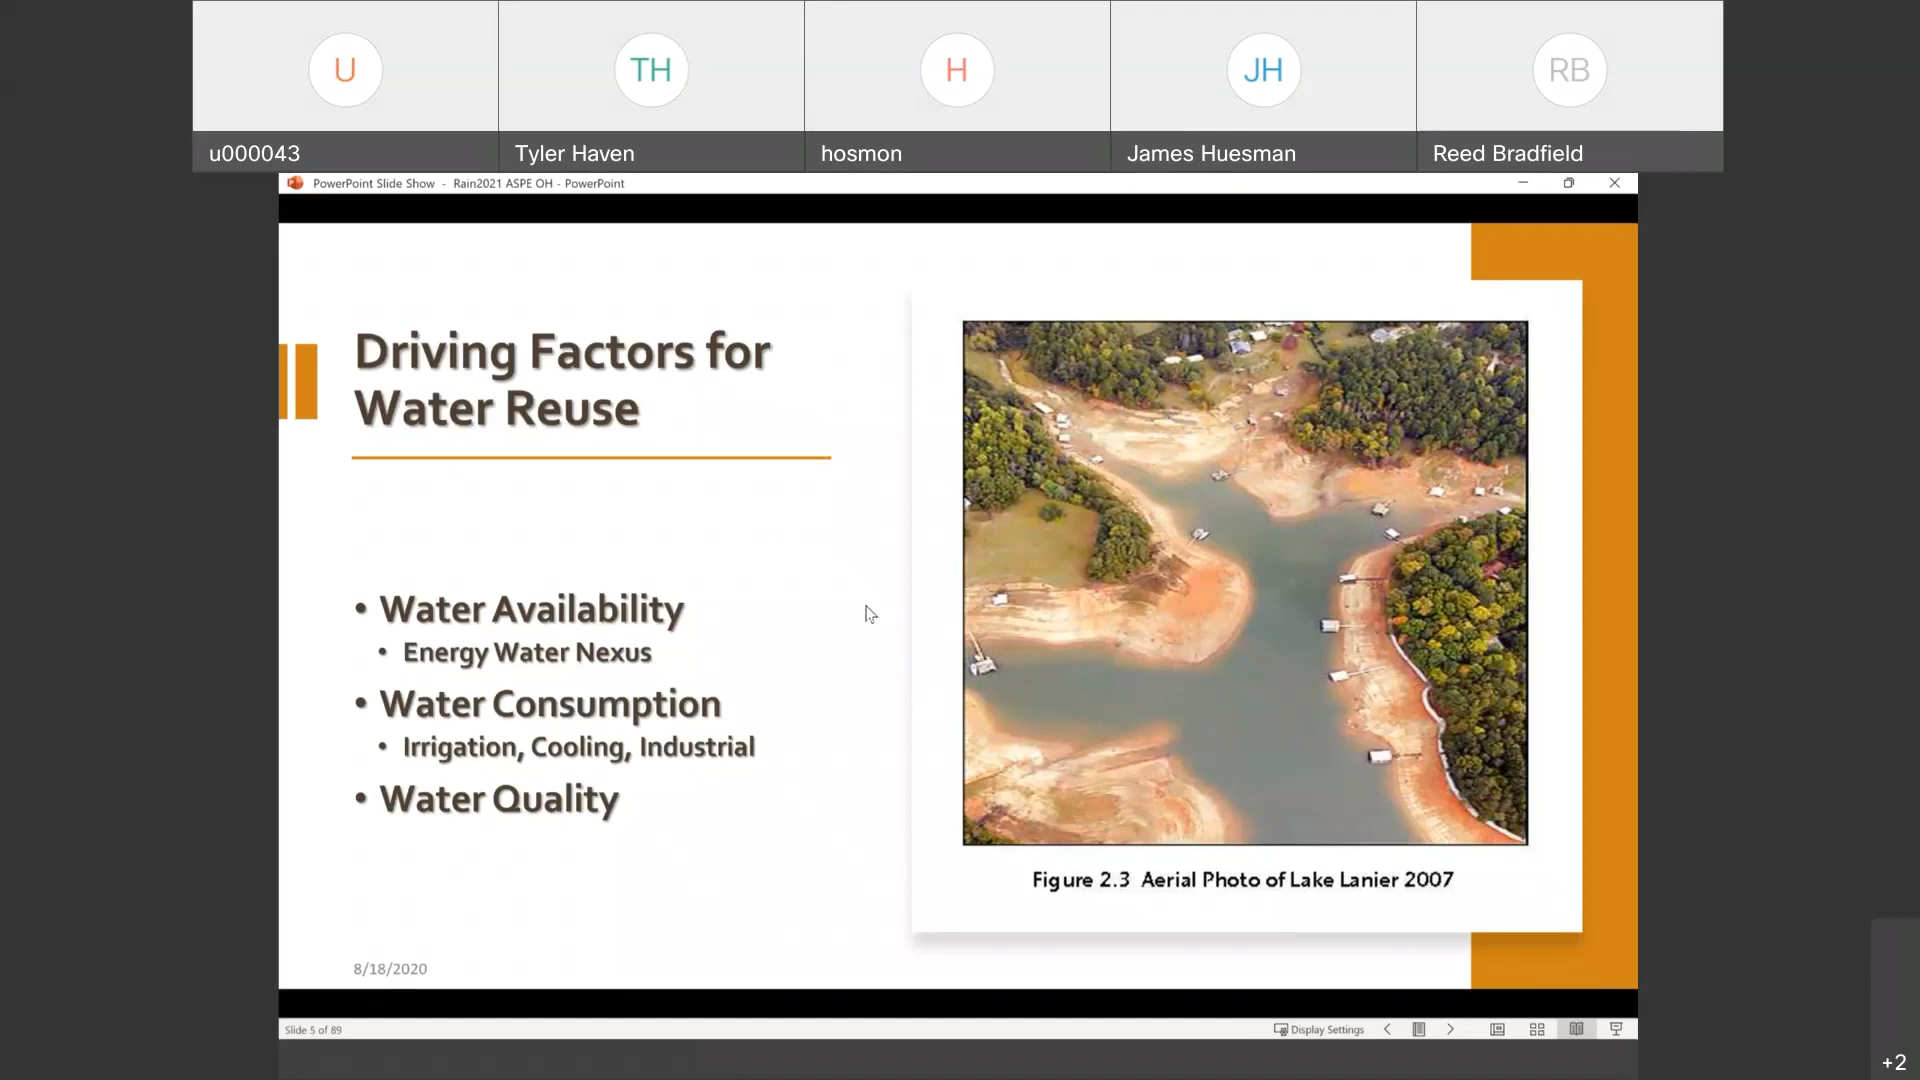 U
TH
H
JH
RB
u000043
Tyler Haven
hosmon
James Huesman
Reed Bradfield
PowerPoint Slide Show - Rain2021 ASPE OH - PowerPoint
Driving Factors for
Water Reuse
• Water Availability
• Energy Water Nexus
• Water Consumption
• Irrigation, Cooling, Industrial
• Water Quality
Figure 2.3 Aerial Photo of Lake Lanier 2007
8/18/2020
Slide 5 of 89
Display Settings
+2